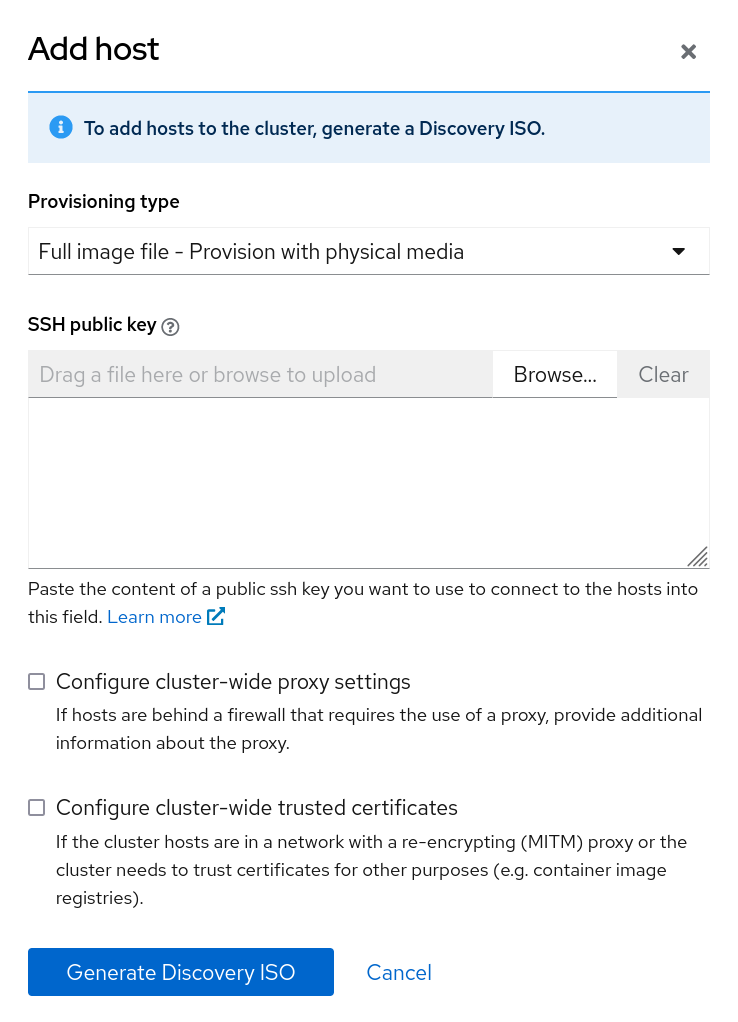 Add host
To add hosts to the cluster, generate a Discovery ISO.
Provisioning type
Full image file - Provision with physical media
SSH public key
Drag a file here or browse to upload
Browse...
Clear
Paste the content of a public ssh key you want to use to connect to the hosts into
this field. Learn more
Configure cluster-wide proxy settings
If hosts are behind a firewall that requires the use of a proxy, provide additional
information about the proxy.
Configure cluster-wide trusted certificates
If the cluster hosts are in a network with a re-encrypting (MITM) proxy or the
cluster needs to trust certificates for other purposes (e.g. container image
registries).
Generate Discovery ISO
Cancel